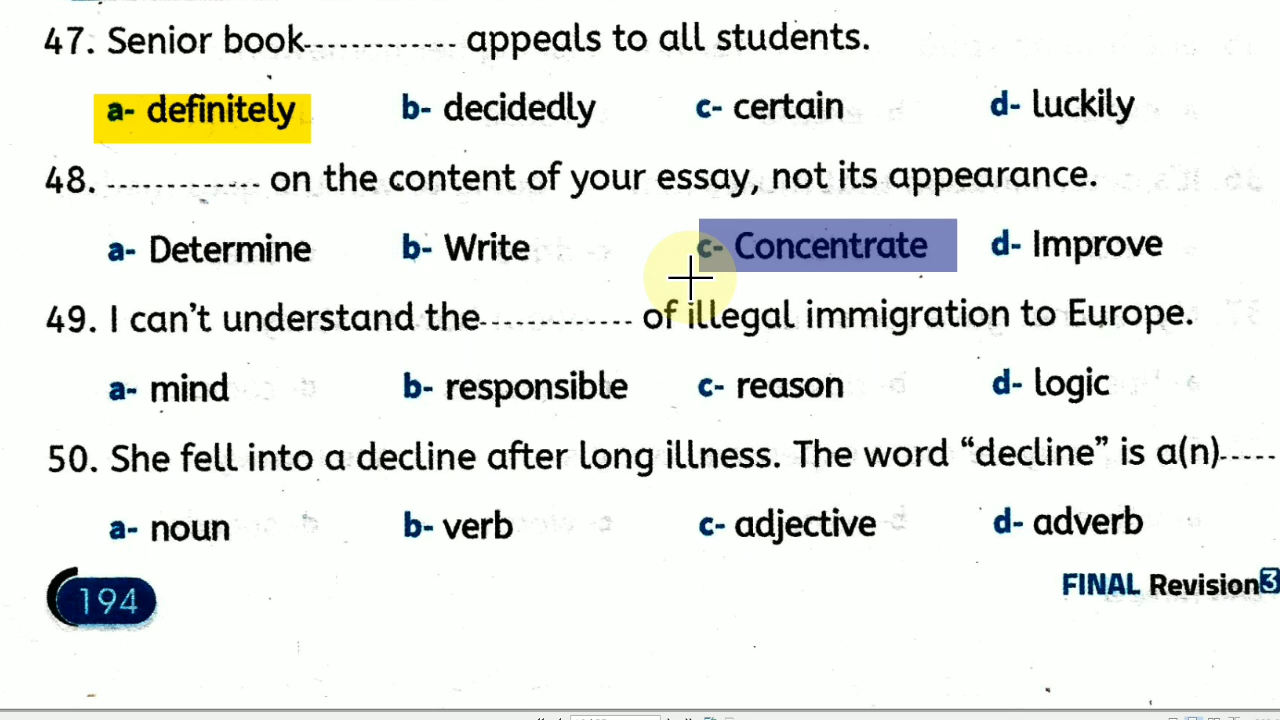 47. Senior book------------- appeals to all students.
a- definitely b- decidedly c- certain d- luckily
48. ------------- on the content of your essay, not its appearance.
a- Determine b- Write c- Concentrate d- Improve
49. I can't understand the------------- of illegal immigration to Europe.
a- mind b- responsible c- reason d- logic
50. She fell into a decline after long illness. The word “decline” is a(n)-----
a- noun b- verb c- adjective d- adverb
194
FINAL Revision 3